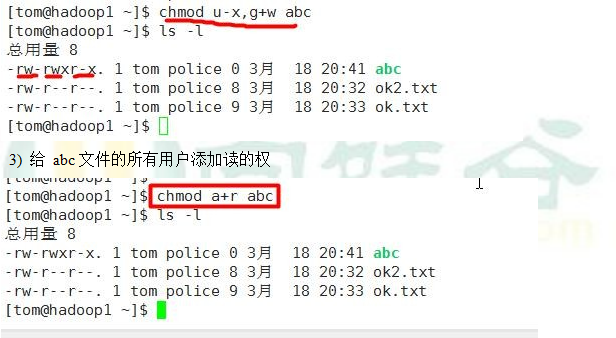 [tom@hadoop1 ~]$ chmod u-x,g+w abc
[tom@hadoop1 ~]$ ls -l
总用量 8
-rw-rwxr-x. 1 tom police 0 3月  18 20:41 abc
-rw-r--r--. 1 tom police 8 3月  18 20:32 ok2.txt
-rw-r--r--. 1 tom police 9 3月  18 20:33 ok.txt
[tom@hadoop1 ~]$
3) 给 abc文件的所有用户添加读的权
[tom@hadoop1 ~]$ chmod a+r abc
[tom@hadoop1 ~]$ ls -l
总用量 8
-rw-rwxr-x. 1 tom police 0 3月  18 20:41 abc
-rw-r--r--. 1 tom police 8 3月  18 20:32 ok2.txt
-rw-r--r--. 1 tom police 9 3月  18 20:33 ok.txt
[tom@hadoop1 ~]$